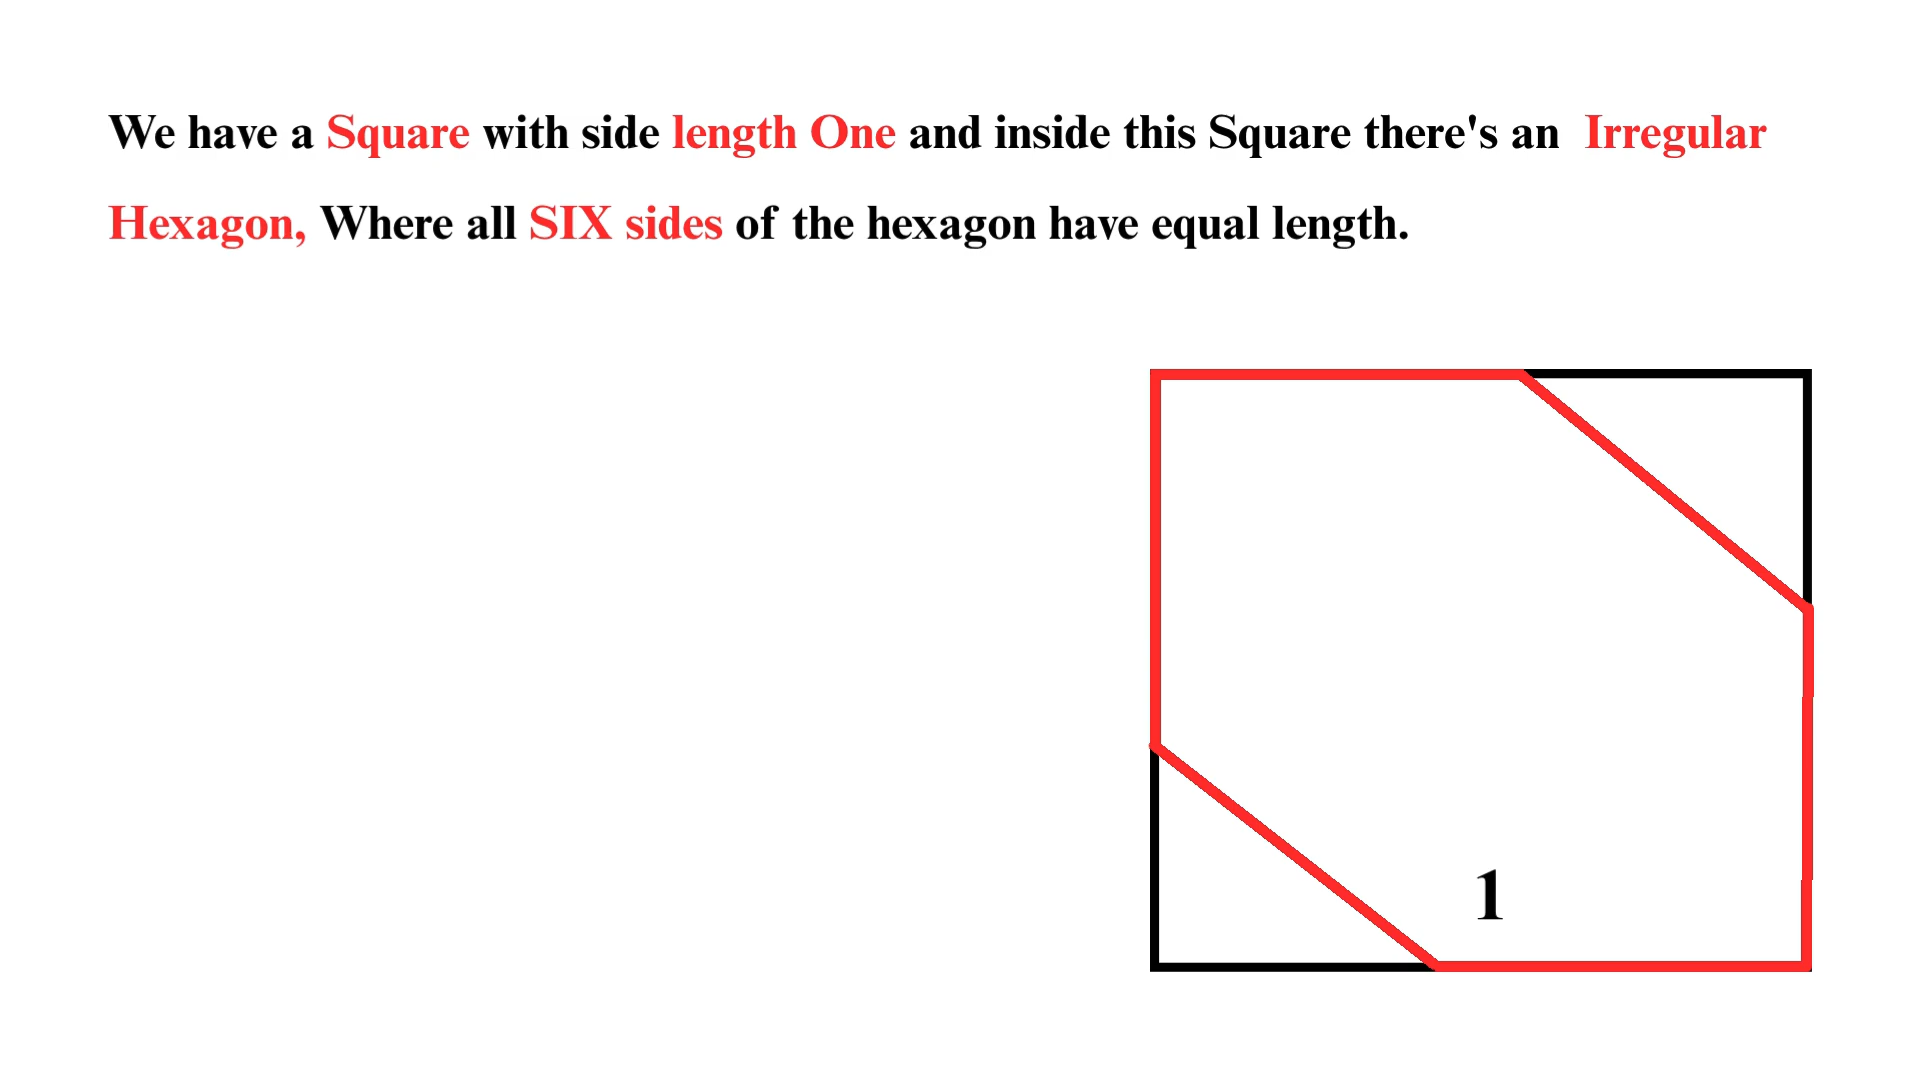 We have a Square with side length One and inside this Square there's an Irregular
Hexagon, Where all SIX sides of the hexagon have equal length.
1